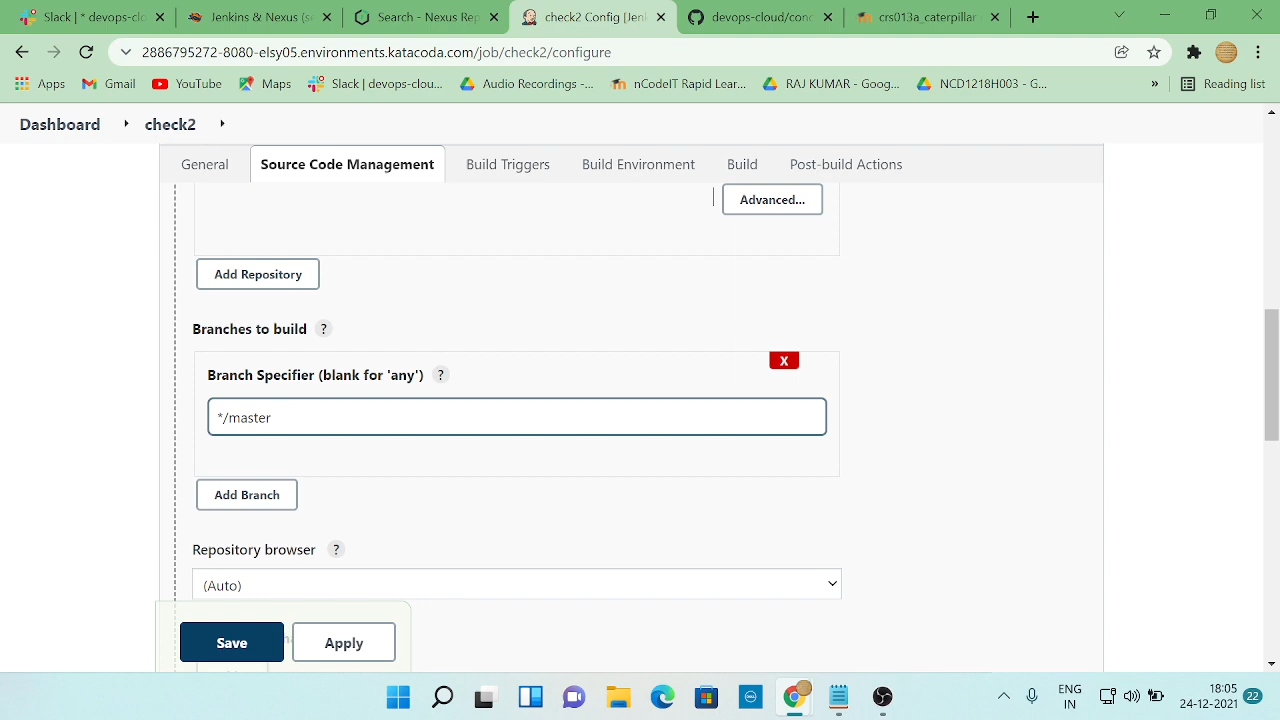 Slack | * devops-clo
Jenkins & Nexus (so
Search - Nexus Rep
check2 Config [Jenk
devops-cloud/conc
crs013a_caterpillar
2886795272-8080-elsy05.environments.katacoda.com/job/check2/configure
Apps Gmail YouTube Maps Slack | devops-clou... Audio Recordings -... nCodeIT Rapid Lear... RAJ KUMAR - Goog... NCD1218H003 - G... » Reading list
Dashboard check2
General Source Code Management Build Triggers Build Environment Build Post-build Actions
Advanced...
Add Repository
Branches to build ?
X
Branch Specifier (blank for 'any') ?
*/master
Add Branch
Repository browser ?
(Auto)
Save Apply
ENG
IN
18:05
24-12-2021
22